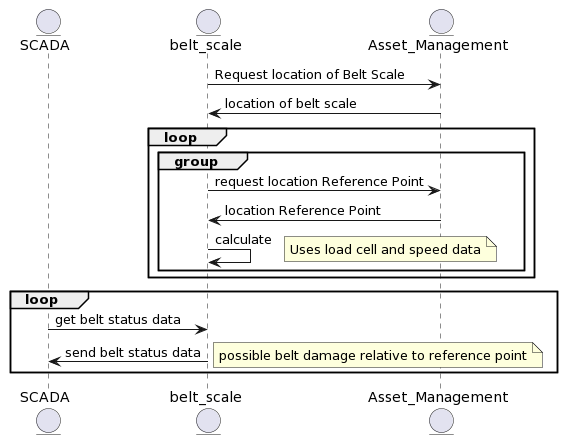 SCADA
belt_scale
Asset_Management
Request location of Belt Scale
location of belt scale
loop
group
request location Reference Point
location Reference Point
calculate
Uses load cell and speed data
loop
get belt status data
send belt status data
possible belt damage relative to reference point
SCADA
belt_scale
Asset_Management